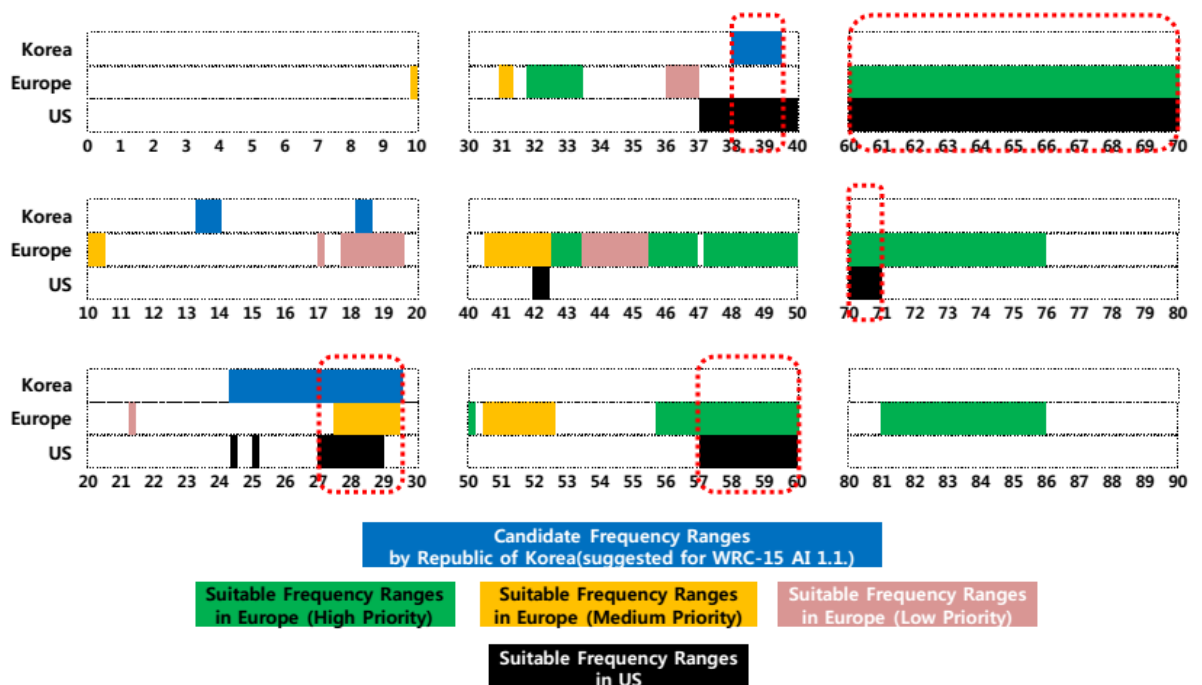 Korea
Europe
US
0 1 2 3 4 5 6 7 8 9 10
30 31 32 33 34 35 36 37 38 39 40
60 61 62 63 64 65 66 67 68 69 70
Korea
Europe
US
10 11 12 13 14 15 16 17 18 19 20
40 41 42 43 44 45 46 47 48 49 50
70 71 72 73 74 75 76 77 78 79 80
Korea
Europe
US
20 21 22 23 24 25 26 27 28 29 30
50 51 52 53 54 55 56 57 58 59 60
80 81 82 83 84 85 86 87 88 89 90
Candidate Frequency Ranges
by Republic of Korea(suggested for WRC-15 AI 1.1.)
Suitable Frequency Ranges
in Europe (High Priority)
Suitable Frequency Ranges
in Europe (Medium Priority)
Suitable Frequency Ranges
in Europe (Low Priority)
Suitable Frequency Ranges
in US